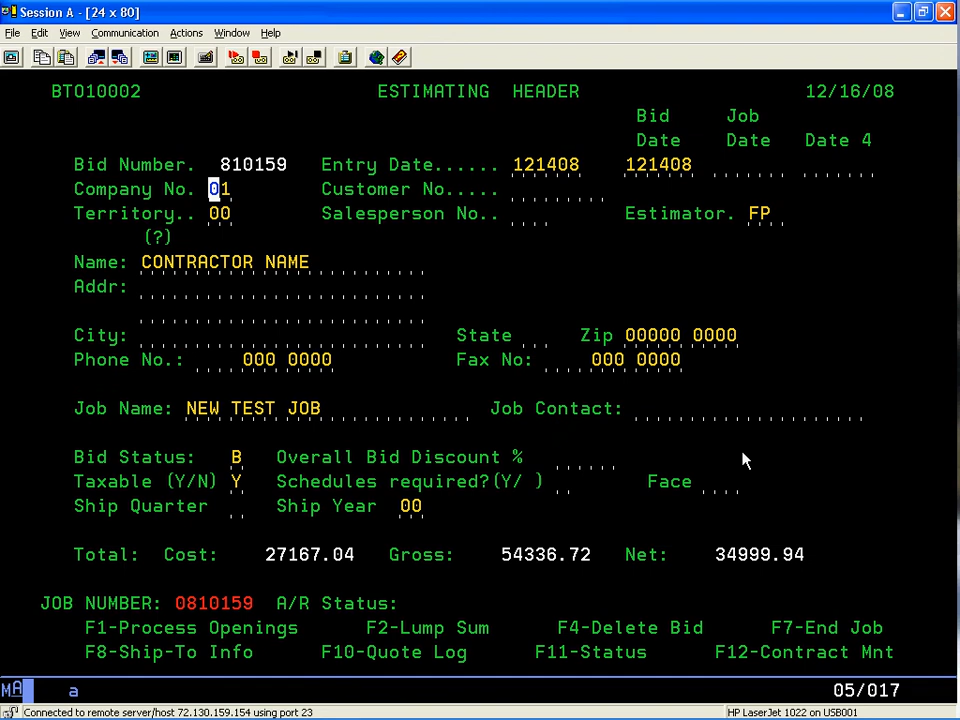 Session A - [24 x 80]
File Edit View Communication Actions Window Help
BTO10002 ESTIMATING HEADER 12/16/08
Bid Job
Date Date Date 4
Bid Number. 810159 Entry Date...... 121408 121408
Company No. 01 Customer No.....
Territory.. 00 Salesperson No.. Estimator. FP
(?)
Name: CONTRACTOR NAME
Addr:
City: State Zip 00000 0000
Phone No.: 000 0000 Fax No: 000 0000
Job Name: NEW TEST JOB Job Contact:
Bid Status: B Overall Bid Discount %
Taxable (Y/N) Y Schedules required?(Y/ ) Face
Ship Quarter Ship Year 00
Total: Cost: 27167.04 Gross: 54336.72 Net: 34999.94
JOB NUMBER: 0810159 A/R Status:
F1-Process Openings F2-Lump Sum F4-Delete Bid F7-End Job
F8-Ship-To Info F10-Quote Log F11-Status F12-Contract Mnt
MA a 05/017
Connected to remote server/host 72.130.159.154 using port 23 HP LaserJet 1022 on USB001